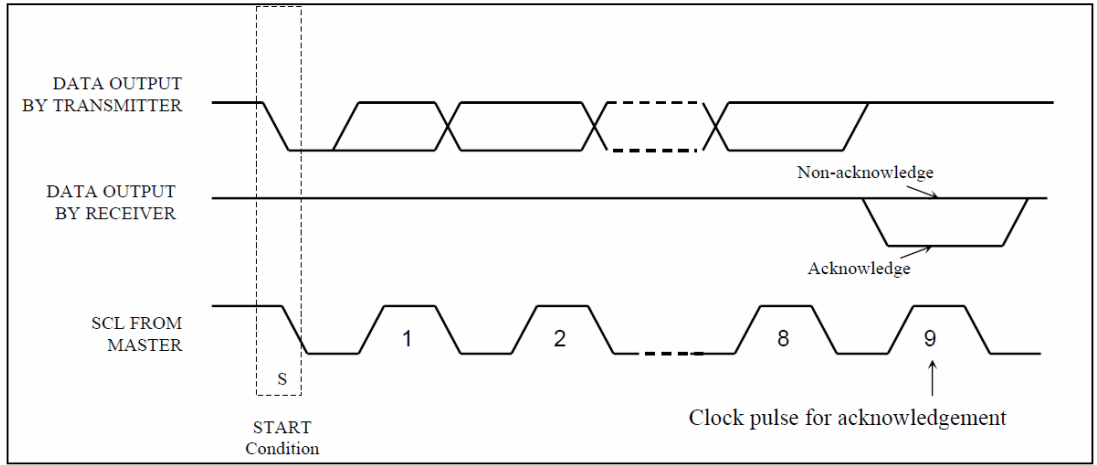 DATA OUTPUT
BY TRANSMITTER
Non-acknowledge
DATA OUTPUT
BY RECEIVER
Acknowledge
SCL FROM
MASTER
1
2
8
9
S
START
Condition
Clock pulse for acknowledgement